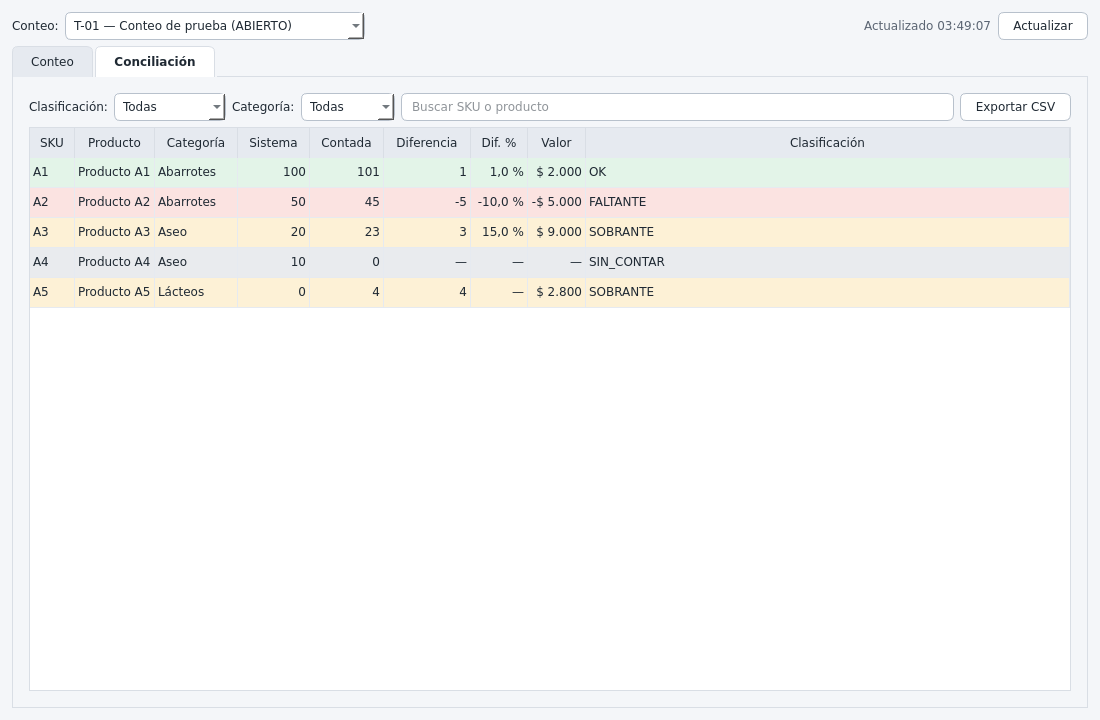 Conteo: T-01 — Conteo de prueba (ABIERTO) Actualizado 03:49:07 Actualizar
Conteo Conciliación
Clasificación: Todas Categoría: Todas Buscar SKU o producto Exportar CSV
SKU Producto Categoría Sistema Contada Diferencia Dif. % Valor Clasificación
A1 Producto A1 Abarrotes 100 101 1 1,0 % $ 2.000 OK
A2 Producto A2 Abarrotes 50 45 -5 -10,0 % -$ 5.000 FALTANTE
A3 Producto A3 Aseo 20 23 3 15,0 % $ 9.000 SOBRANTE
A4 Producto A4 Aseo 10 0 — — — SIN_CONTAR
A5 Producto A5 Lácteos 0 4 4 — $ 2.800 SOBRANTE